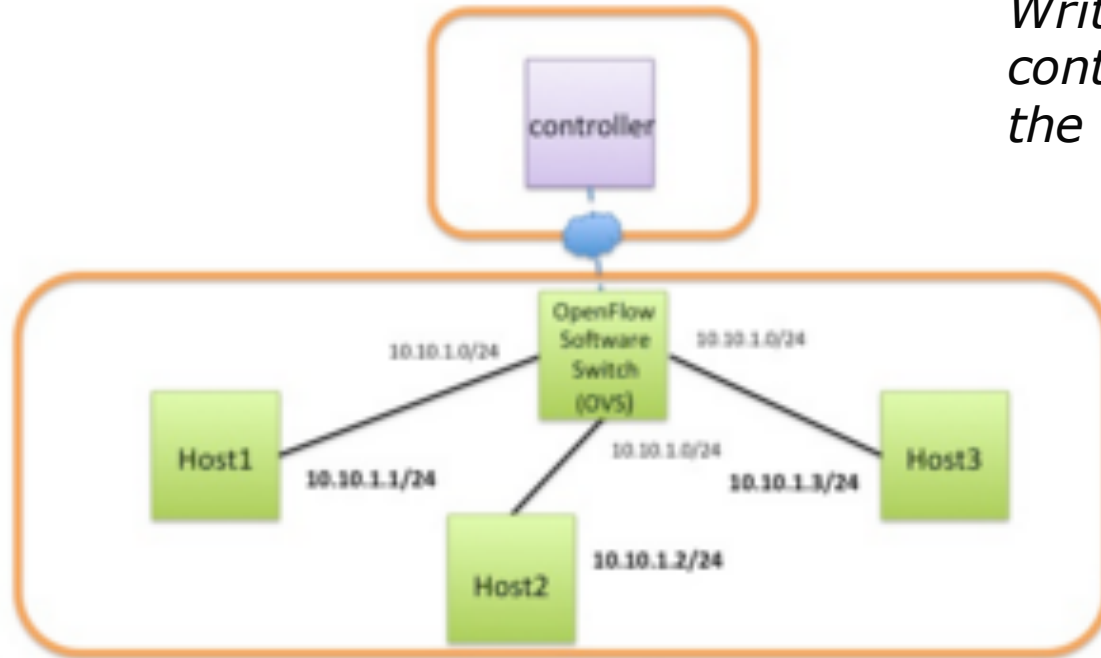 Writ
cont
the
controller
OpenFlow
Software
Switch
(OVS)
10.10.1.0/24
10.10.1.0/24
10.10.1.0/24
Host1
10.10.1.1/24
Host2
10.10.1.2/24
10.10.1.3/24
Host3